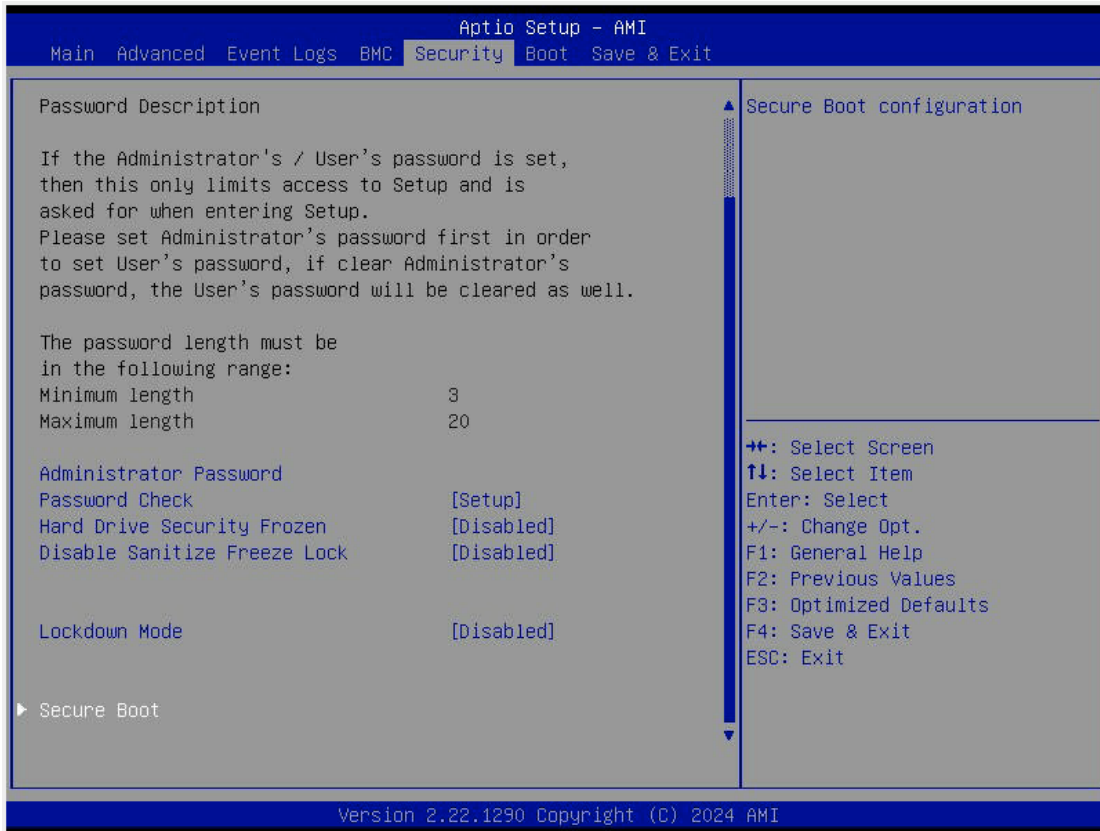 Aptio Setup – AMI
Main Advanced Event Logs BMC Security Boot Save & Exit
Password Description
If the Administrator's / User's password is set,
then this only limits access to Setup and is
asked for when entering Setup.
Please set Administrator's password first in order
to set User's password, if clear Administrator's
password, the User's password will be cleared as well.
The password length must be
in the following range:
Minimum length 3
Maximum length 20
Administrator Password
Password Check [Setup]
Hard Drive Security Frozen [Disabled]
Disable Sanitize Freeze Lock [Disabled]
Lockdown Mode [Disabled]
Secure Boot
Secure Boot configuration
→←: Select Screen
↑↓: Select Item
Enter: Select
+/-: Change Opt.
F1: General Help
F2: Previous Values
F3: Optimized Defaults
F4: Save & Exit
ESC: Exit
Version 2.22.1290 Copyright (C) 2024 AMI